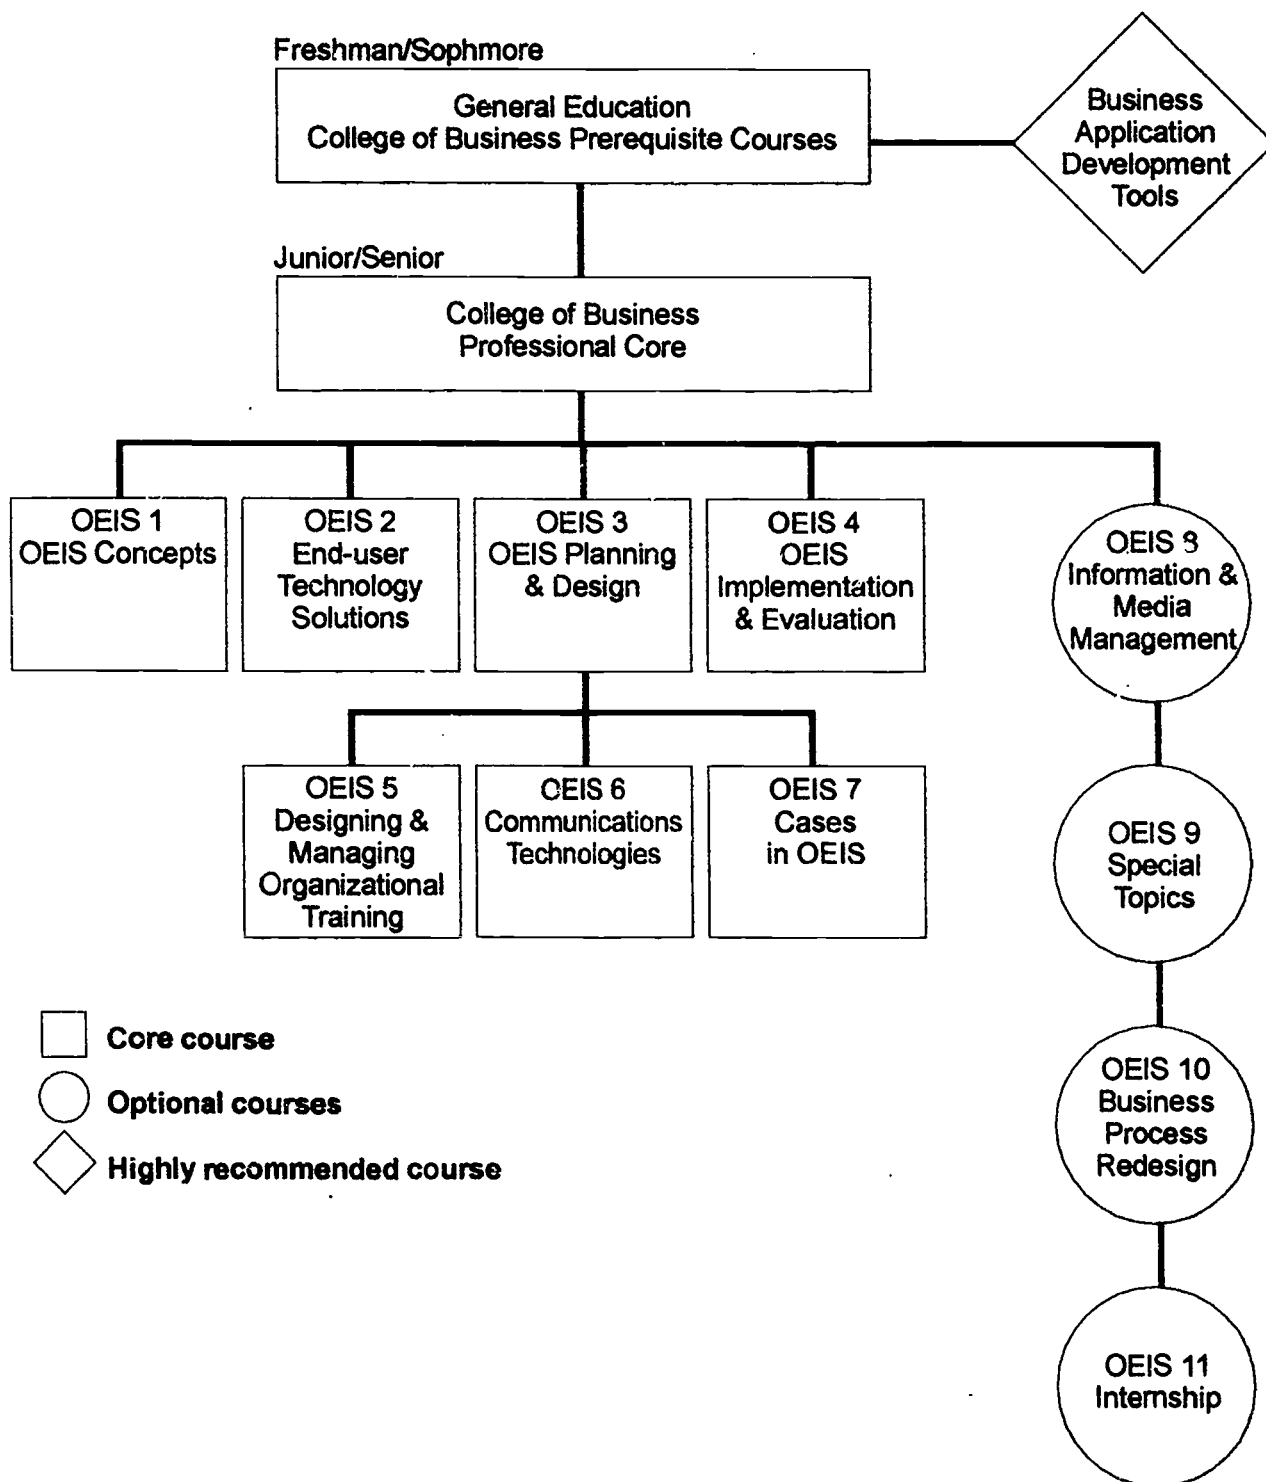 Freshman/Sophmore
General Education
College of Business Prerequisite Courses
Business
Application
Development
Tools
Junior/Senior
College of Business
Professional Core
OEIS 1
OEIS Concepts
OEIS 2
End-user
Technology
Solutions
OEIS 3
OEIS Planning
& Design
OEIS 4
OEIS
Implementation
& Evaluation
OEIS 8
Information &
Media
Management
OEIS 5
Designing &
Managing
Organizational
Training
OEIS 6
Communications
Technologies
OEIS 7
Cases
in OEIS
OEIS 9
Special
Topics
OEIS 10
Business
Process
Redesign
OEIS 11
Internship
Core course
Optional courses
Highly recommended course